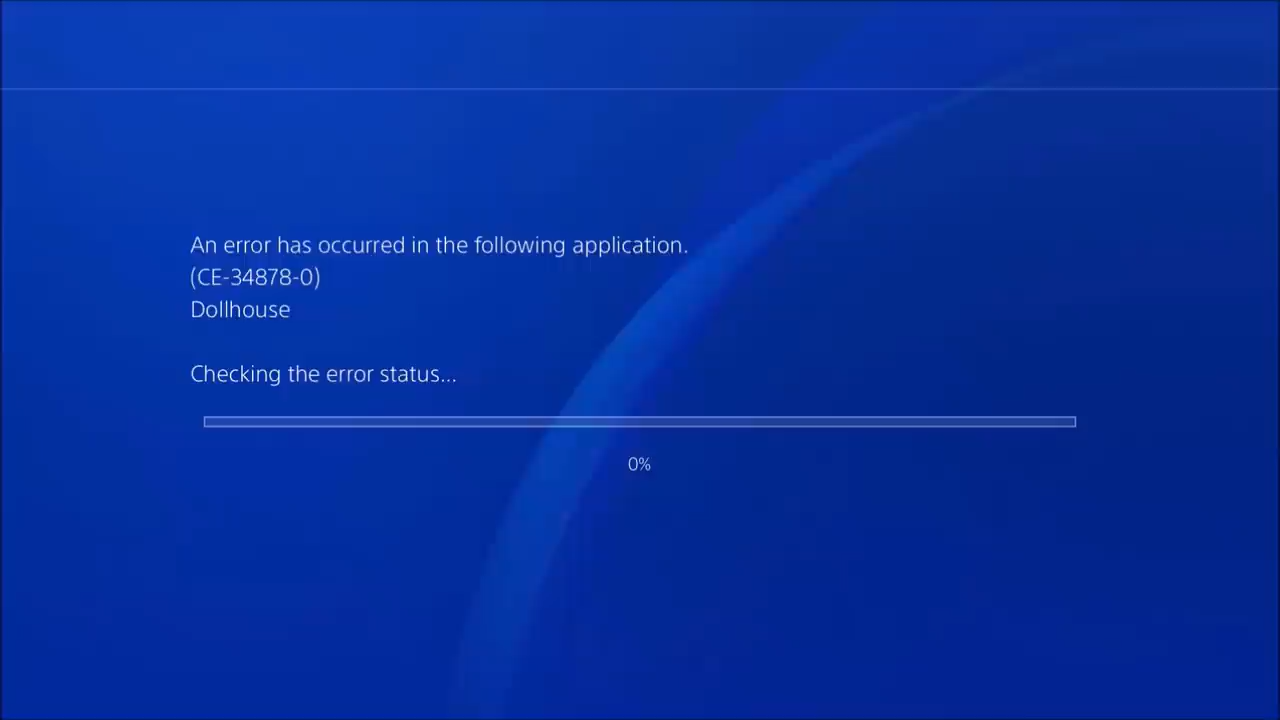 An error has occurred in the following application.
(CE-34878-0)
Dollhouse
Checking the error status...
0%